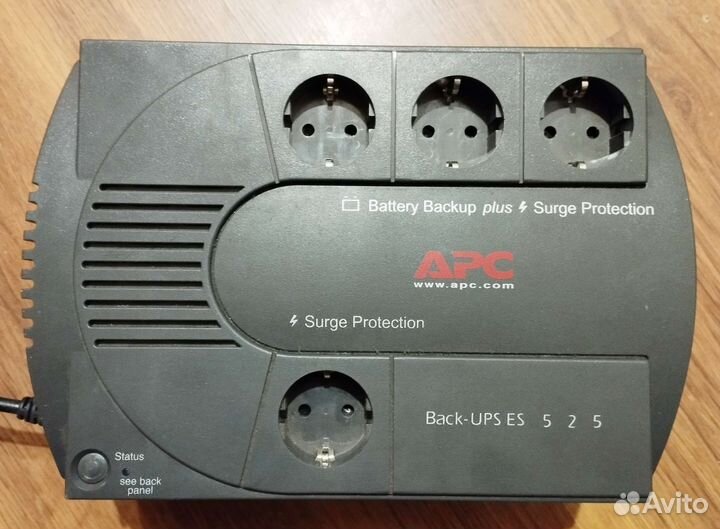 Battery Backup plus Surge Protection
APC
www.apc.com
Surge Protection
Back-UPS ES 5 2 5
Status
see back
panel
Avito